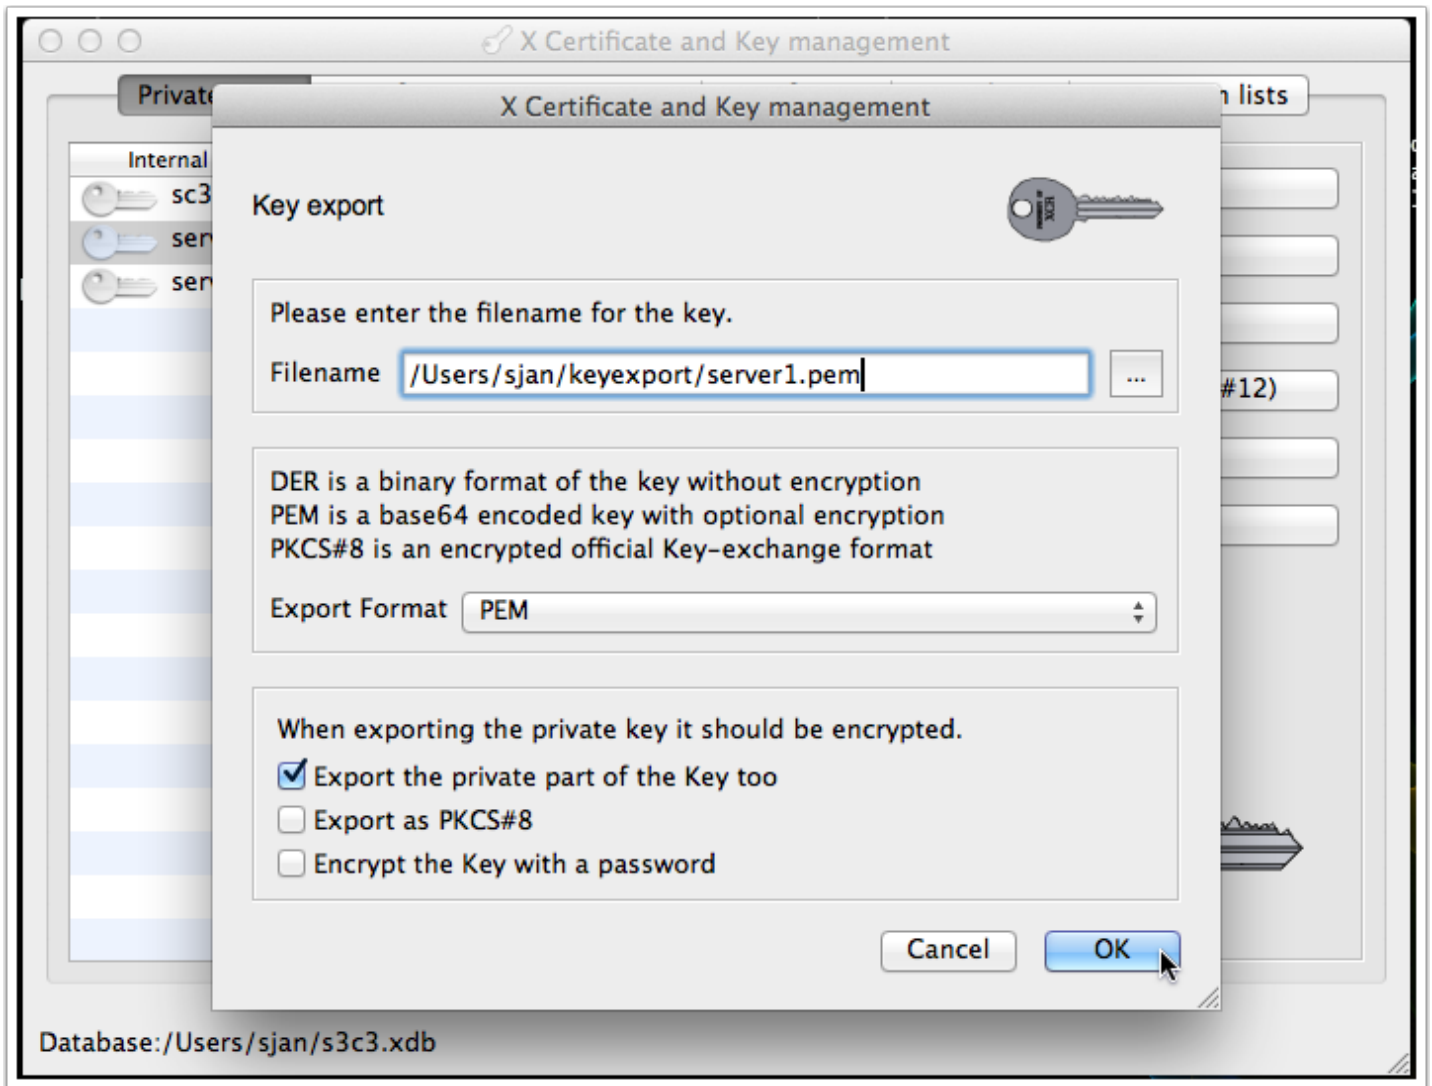 X Certificate and Key management
Private
n lists
X Certificate and Key management
Internal
sc3
Key export
XCA
ser
ser
Please enter the filename for the key.
Filename /Users/sjan/keyexport/server1.pem ...
#12)
DER is a binary format of the key without encryption
PEM is a base64 encoded key with optional encryption
PKCS#8 is an encrypted official Key-exchange format
Export Format PEM
When exporting the private key it should be encrypted.
Export the private part of the Key too
Export as PKCS#8
Encrypt the Key with a password
Cancel OK
Database:/Users/sjan/s3c3.xdb